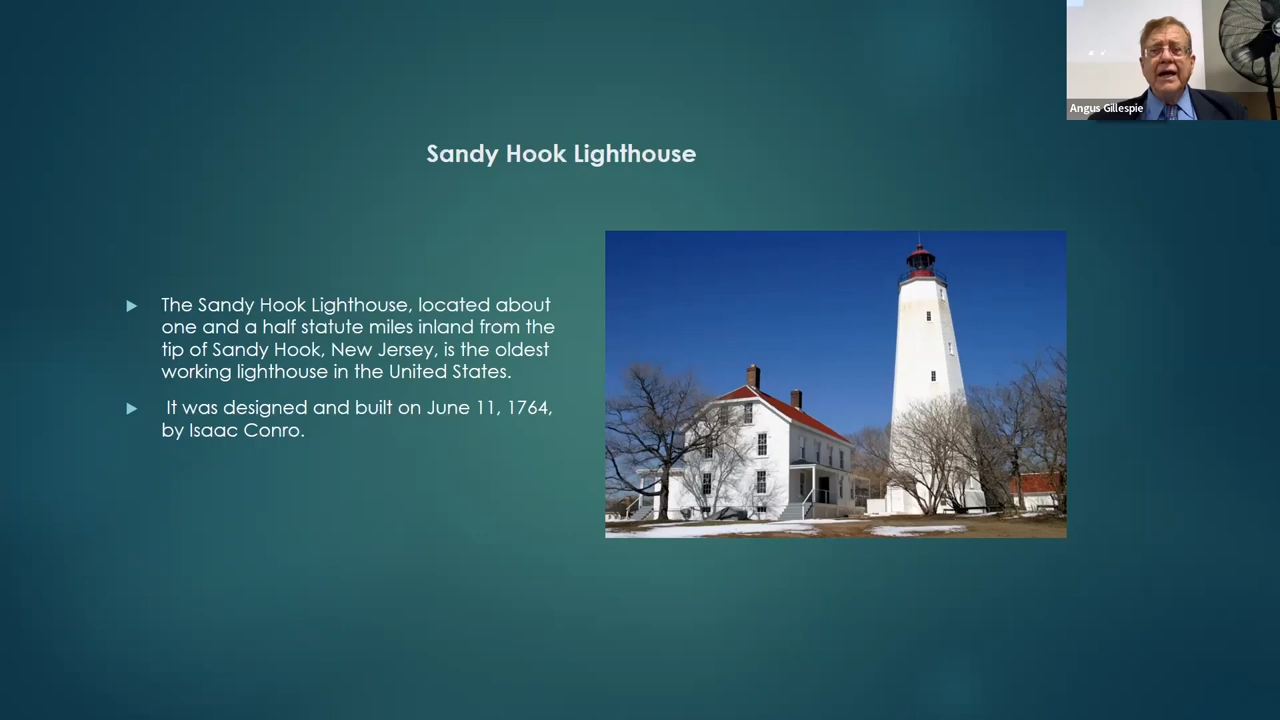 Angus Gillespie
Sandy Hook Lighthouse
The Sandy Hook Lighthouse, located about
one and a half statute miles inland from the
tip of Sandy Hook, New Jersey, is the oldest
working lighthouse in the United States.
It was designed and built on June 11, 1764,
by Isaac Conro.